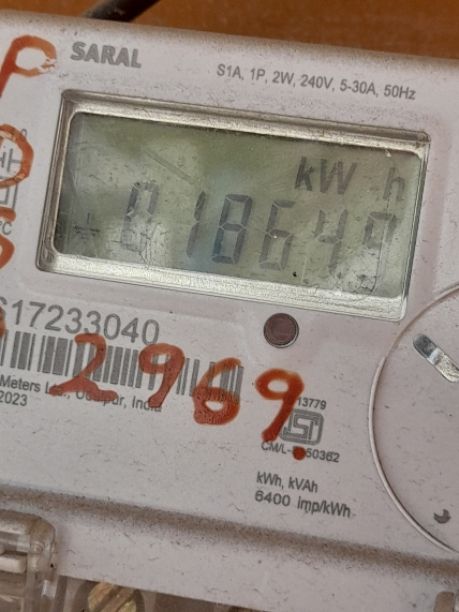 SARAL
S1A, 1P, 2W, 240V, 5-30A, 50Hz
kW h
018649
S17233040
Meters L Udaipur, India
2023
2969.
13779
CM/L- 50362
kWh, kVAh
6400 imp/kWh